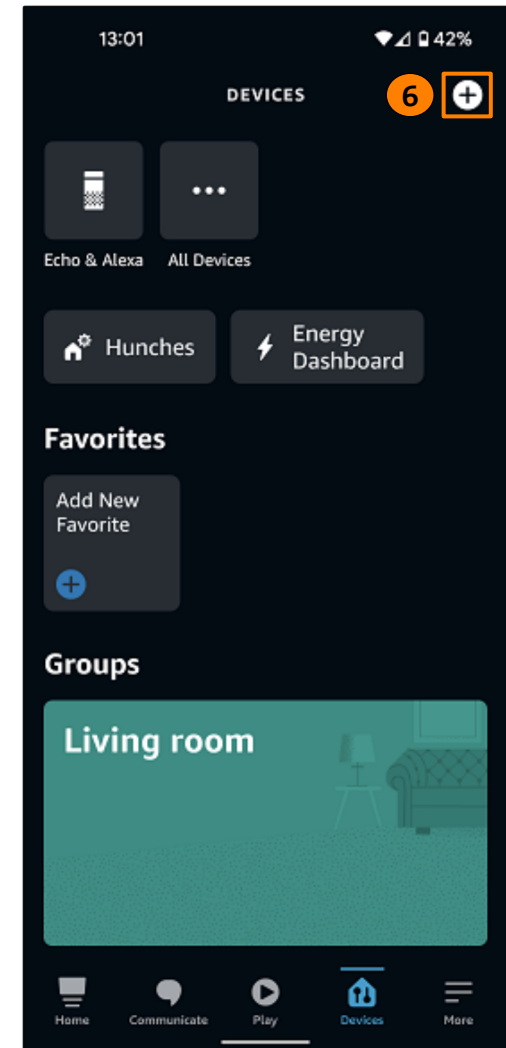 13:01
42%
DEVICES
6
Echo & Alexa
All Devices
Hunches
Energy
Dashboard
Favorites
Add New
Favorite
Groups
Living room
Home
Communicate
Play
Devices
More